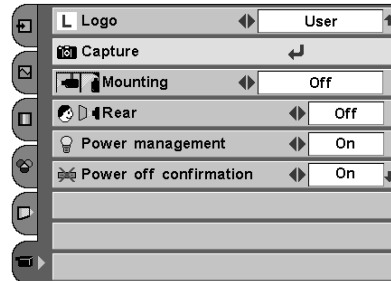 L Logo User
Capture
Mounting Off
Rear Off
Power management On
Power off confirmation On